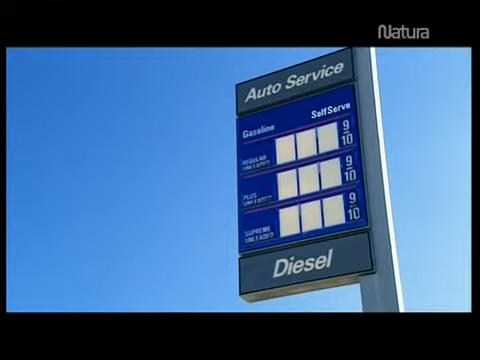 Natura
Auto Service
Self Serve
Gasoline
9
10
REGULAR
UNLEADED
9
10
PLUS
UNLEADED
9
10
SUPREME
UNLEADED
Diesel